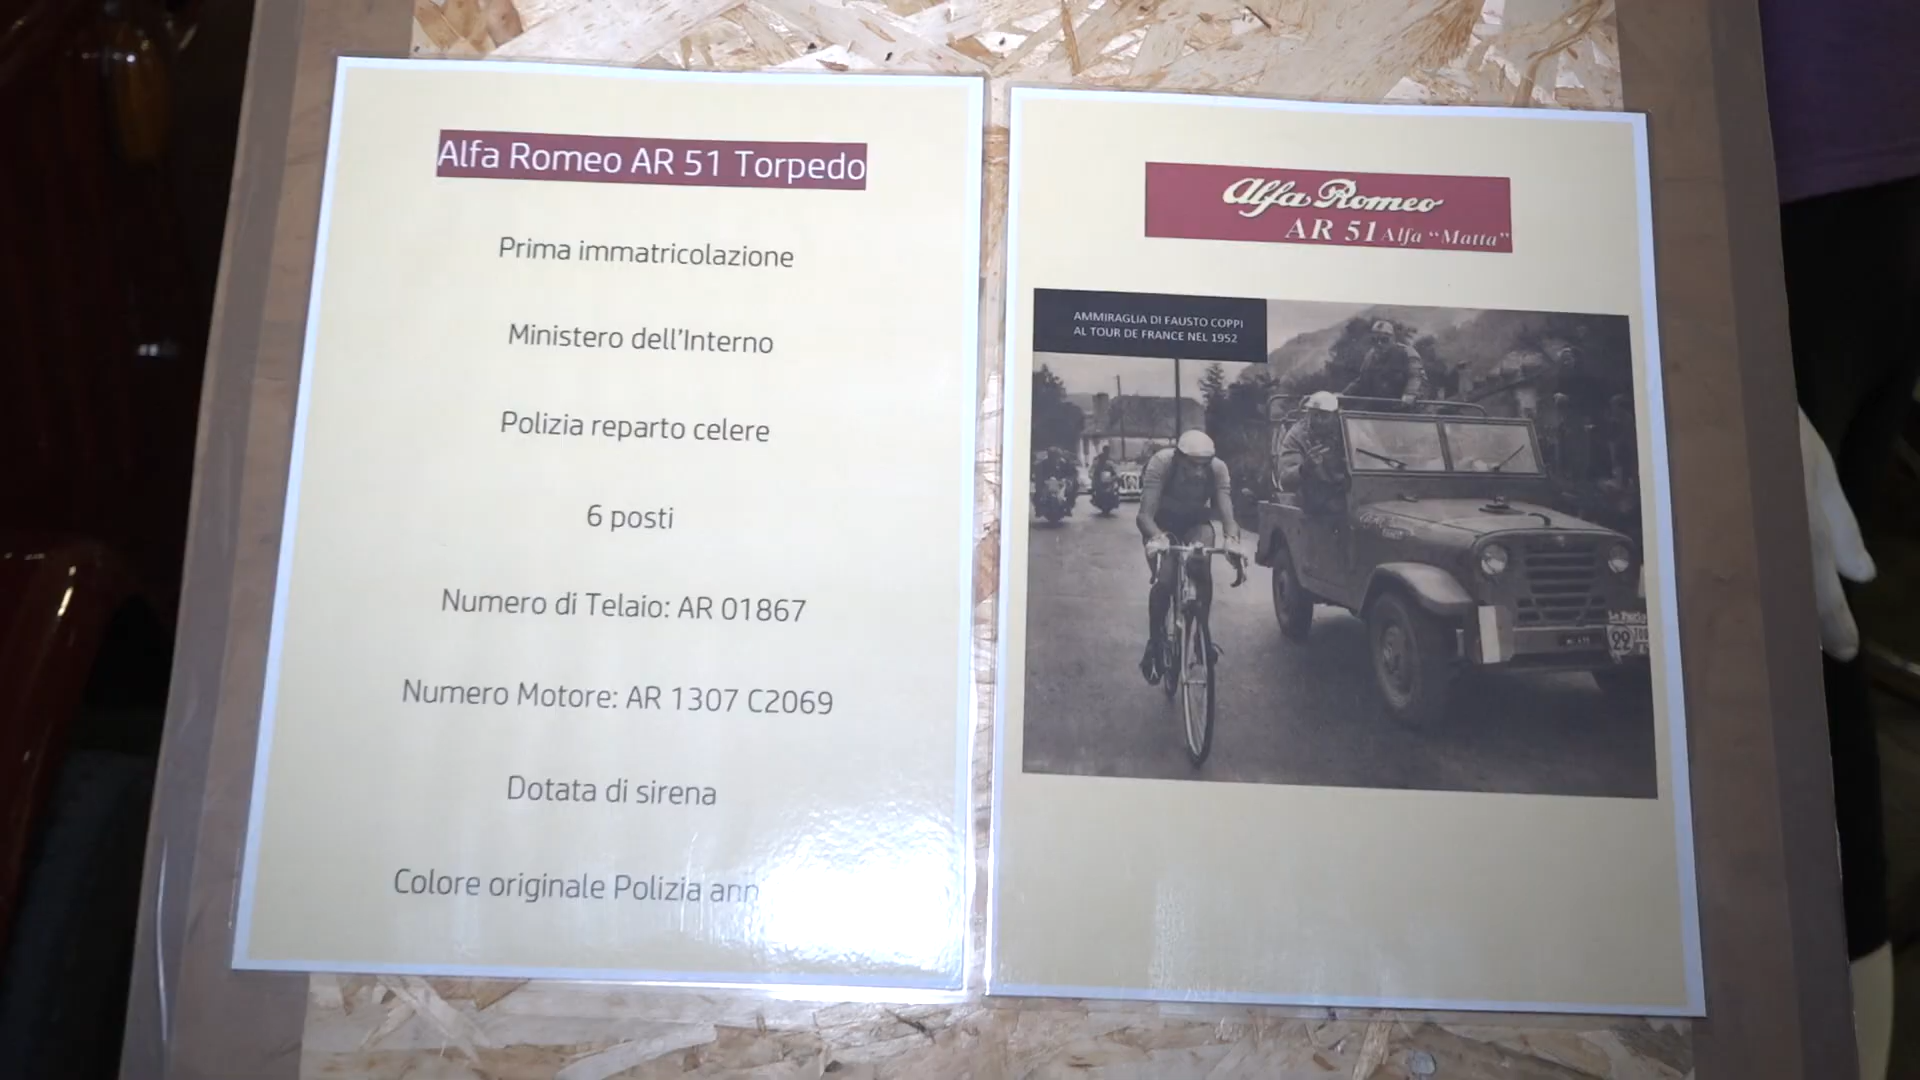 Alfa Romeo AR 51 Torpedo
Prima immatricolazione
Ministero dell'Interno
Polizia reparto celere
6 posti
Numero di Telaio: AR 01867
Numero Motore: AR 1307 C2069
Dotata di sirena
Colore originale Polizia
Alfa Romeo
AR 51 Alfa “Matta”
AMMIRAGLIA DI FAUSTO COPPI
AL TOUR DE FRANCE NEL 1952
22